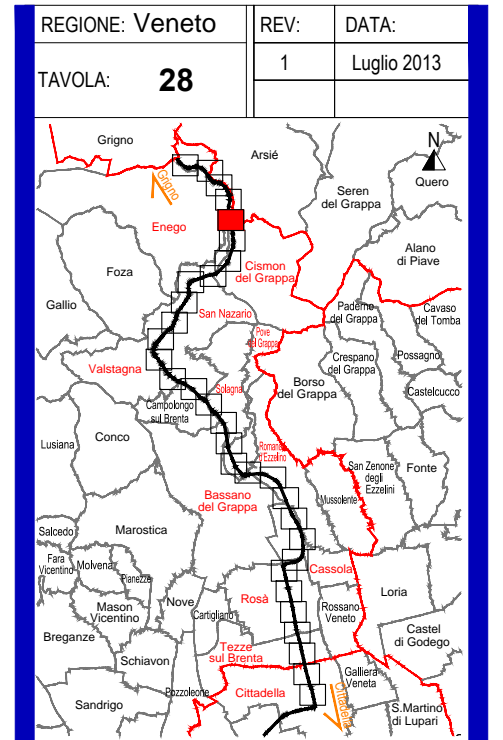 REGIONE: Veneto
REV:
DATA:
TAVOLA: 28
1
Luglio 2013
Grigno
Arsié
N
Grigno
Quero
Seren
del Grappa
Enego
Alano
di Piave
Foza
Cismon
del Grappa
Gallio
San Nazario
Paderno
del Grappa
Cavaso
del Tomba
Pove
del Grappa
Crespano
del Grappa
Possagno
Valstagna
Borso
del Grappa
Solagna
Castelcucco
Campolongo
sul Brenta
Lusiana
Conco
Romano
d'Ezzelino
San Zenone
degli
Ezzelini
Fonte
Bassano
del Grappa
Mussolente
Salcedo
Marostica
Fara
Vicentino
Molvena
Pianezze
Cassola
Loria
Rosà
Mason
Vicentino
Nove
Cartigliano
Rossano
Veneto
Breganze
Castel
di Godego
Schiavon
Tezze
sul Brenta
Galliera
Veneta
Pozzoleone
Cittadella
Cittadella
Sandrigo
S.Martino
di Lupari